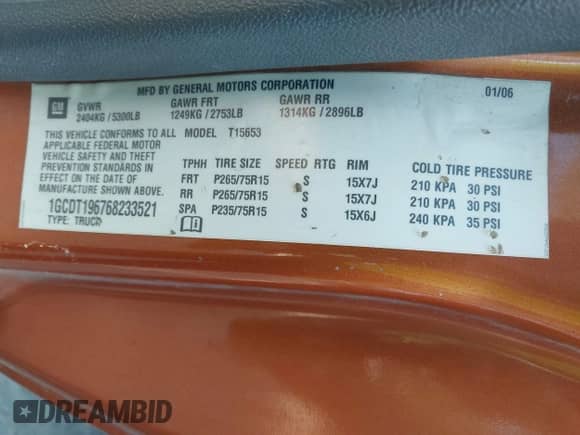 MFD BY GENERAL MOTORS CORPORATION 01/06
GM GVWR GAWR FRT GAWR RR
2404KG / 5300LB 1249KG / 2753LB 1314KG / 2896LB
THIS VEHICLE CONFORMS TO ALL MODEL T15653
APPLICABLE FEDERAL MOTOR
VEHICLE SAFETY AND THEFT
PREVENTION STANDARDS IN
EFFECT ON THE DATE OF
MANUFACTURE SHOWN ABOVE.
1GCDT196768233521
TYPE: TRUCK
TPHH TIRE SIZE SPEED RTG RIM COLD TIRE PRESSURE
FRT P265/75R15 S 15X7J 210 KPA 30 PSI
RR P265/75R15 S 15X7J 210 KPA 30 PSI
SPA P235/75R15 S 15X6J 240 KPA 35 PSI
DREAMBID